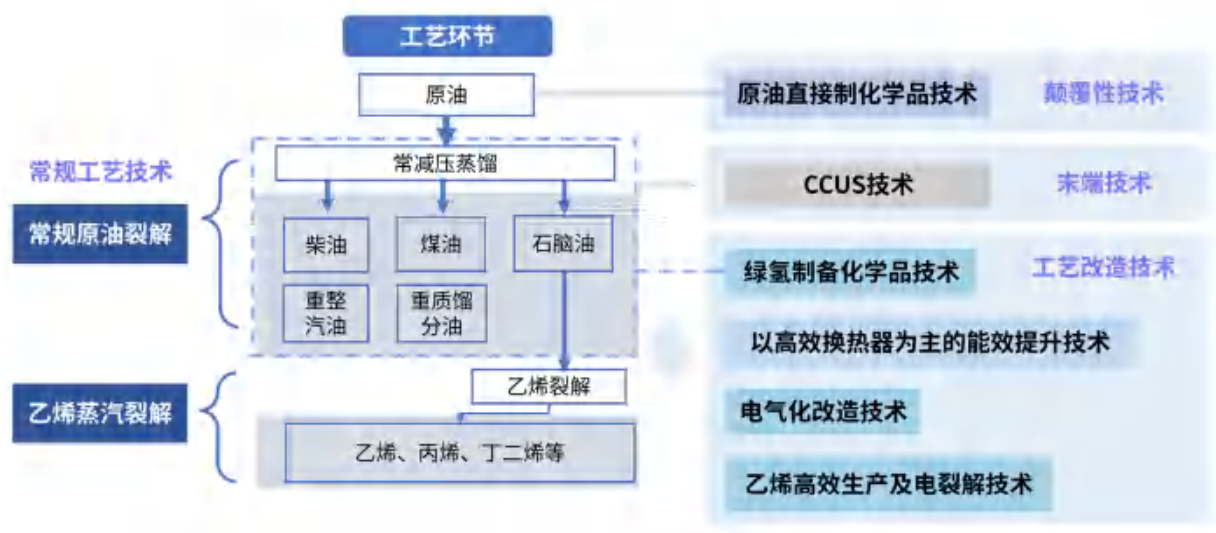 工艺环节
原油
原油直接制化学品技术
颠覆性技术
常规工艺技术
常减压蒸馏
CCUS技术
末端技术
常规原油裂解
柴油
煤油
石脑油
绿氢制备化学品技术
工艺改造技术
重整
汽油
重质馏
分油
以高效换热器为主的能效提升技术
乙烯蒸汽裂解
乙烯裂解
电气化改造技术
乙烯、丙烯、丁二烯等
乙烯高效生产及电裂解技术